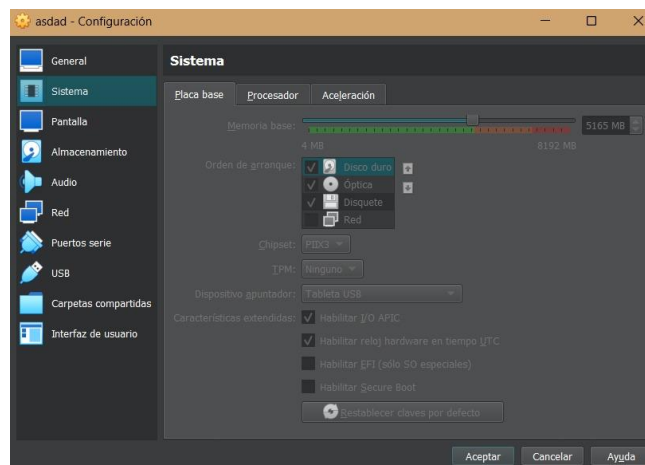 asdad - Configuración
General
Sistema
Pantalla
Almacenamiento
Audio
Red
Puertos serie
USB
Carpetas compartidas
Interfaz de usuario
Sistema
Placa base Procesador Aceleración
Memoria base: 5165 MB
4 MB 8192 MB
Orden de arranque: Disco duro
Óptica
Disquete
Red
Chipset: PIIX3
TPM: Ninguno
Dispositivo apuntador: Tableta USB
Características extendidas: Habilitar I/O APIC
Habilitar reloj hardware en tiempo UTC
Habilitar EFI (sólo SO especiales)
Habilitar Secure Boot
Restablecer claves por defecto
Aceptar Cancelar Ayuda